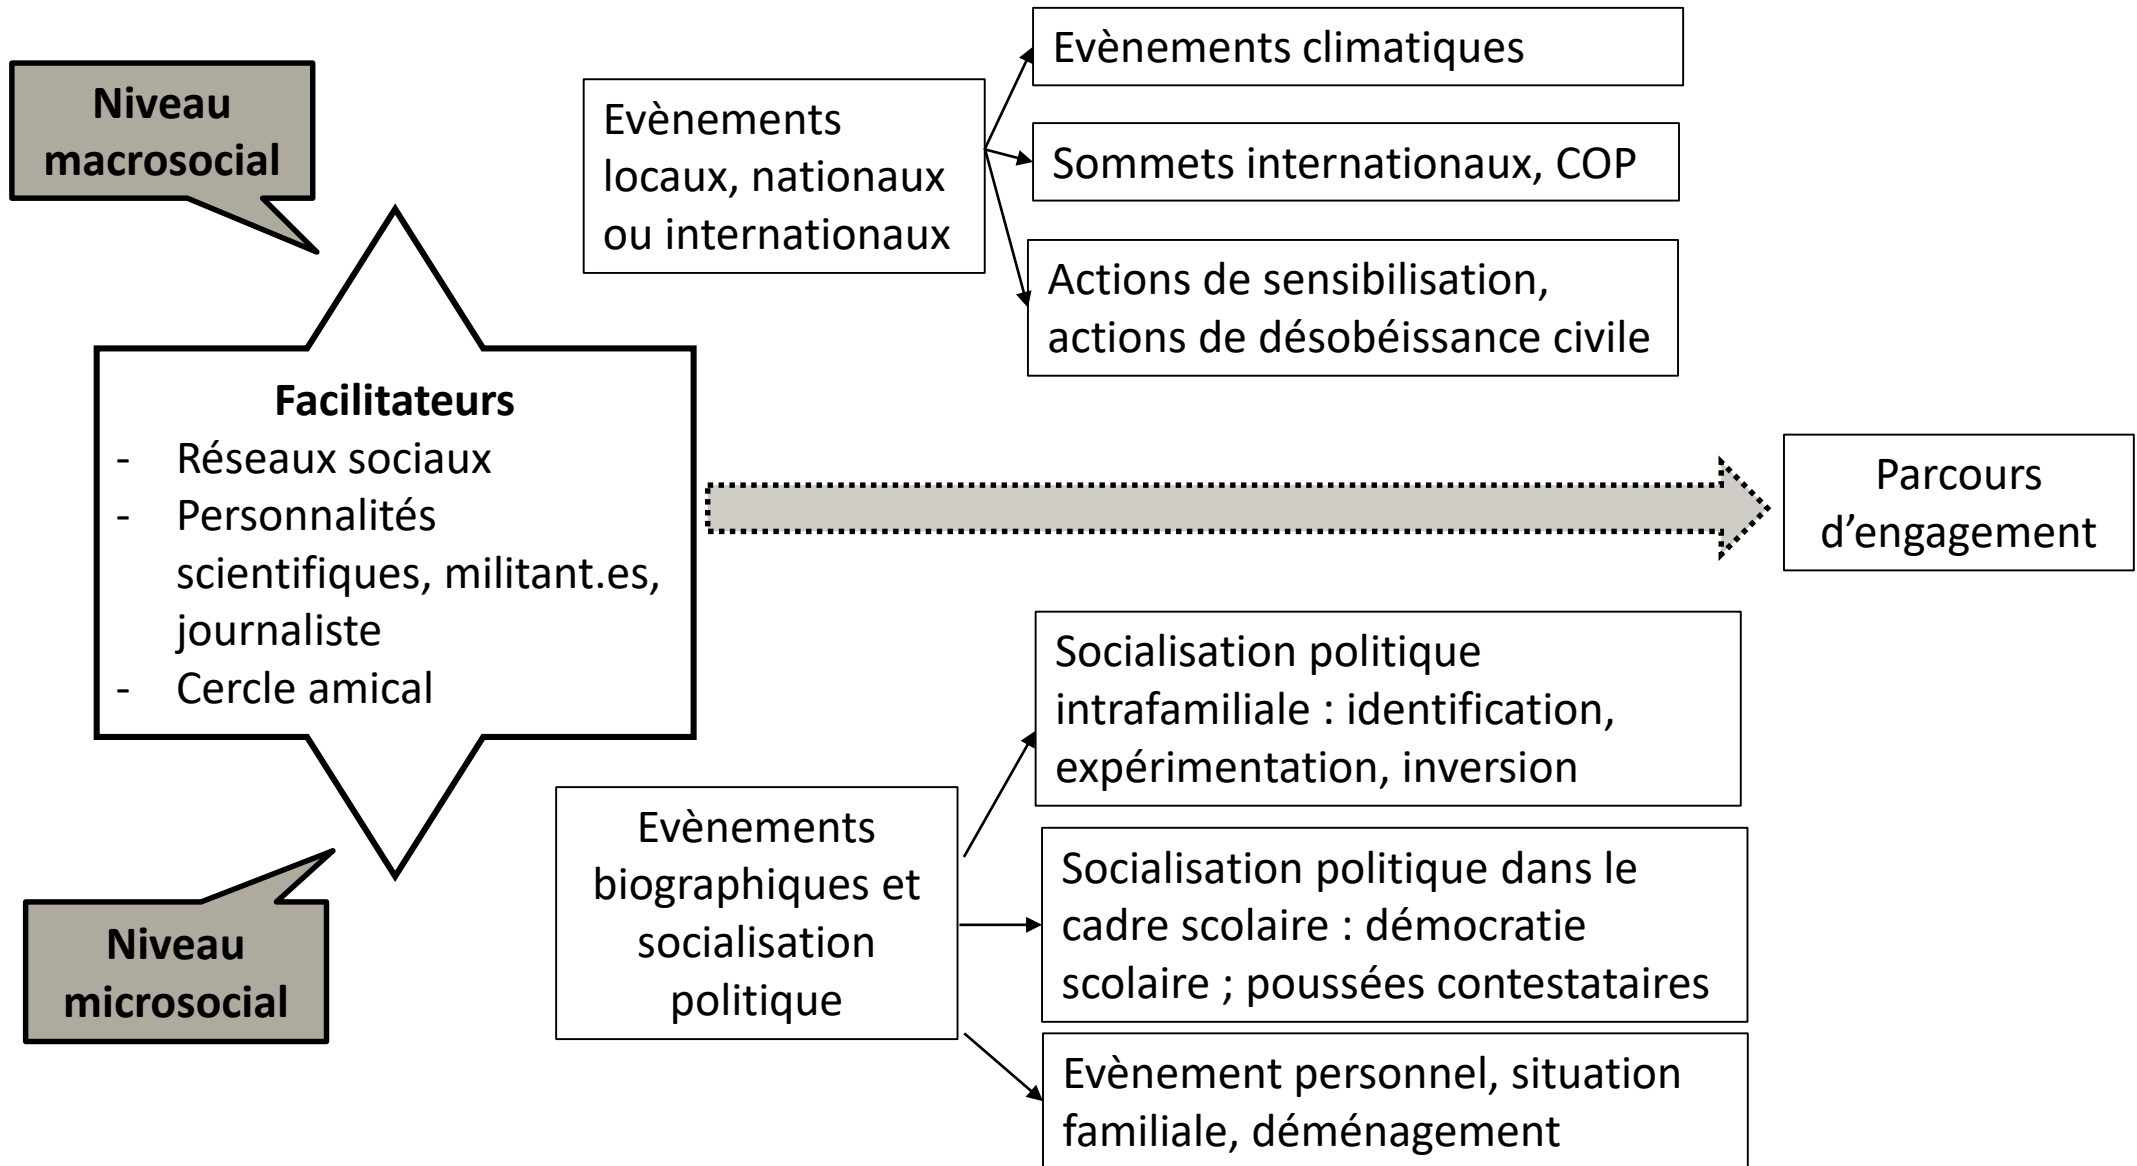 Niveau
macrosocial
Evènements
locaux, nationaux
ou internationaux
Evènements climatiques
Sommets internationaux, COP
Actions de sensibilisation,
actions de désobéissance civile
Facilitateurs
- Réseaux sociaux
- Personnalités
scientifiques, militant.es,
journaliste
- Cercle amical
Parcours
d’engagement
Niveau
microsocial
Evènements
biographiques et
socialisation
politique
Socialisation politique
intrafamiliale : identification,
expérimentation, inversion
Socialisation politique dans le
cadre scolaire : démocratie
scolaire ; poussées contestataires
Evènement personnel, situation
familiale, déménagement